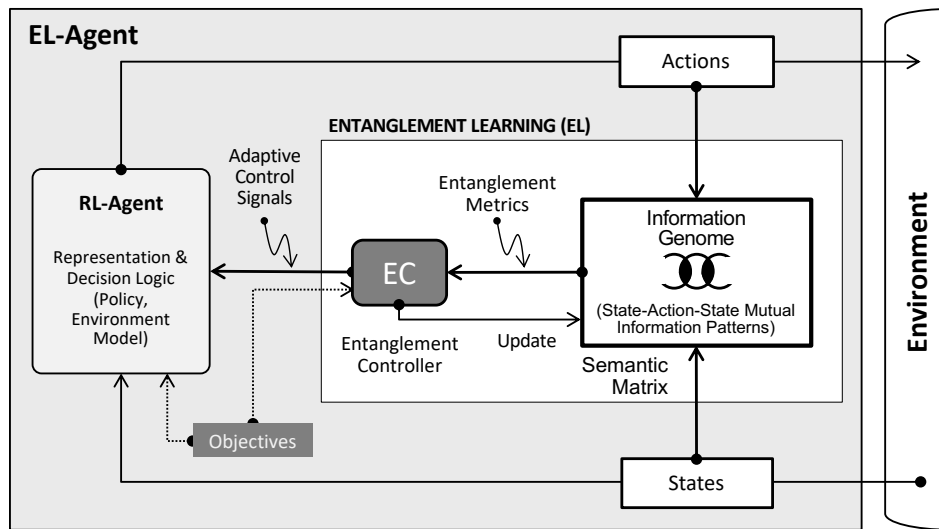 EL-Agent
Actions
ENTANGLEMENT LEARNING (EL)
Adaptive
Control
Signals
Entanglement
Metrics
RL-Agent
Representation &
Decision Logic
(Policy,
Environment
Model)
EC
Entanglement
Controller
Update
Information
Genome
(State-Action-State Mutual
Information Patterns)
Semantic
Matrix
Objectives
States
Environment